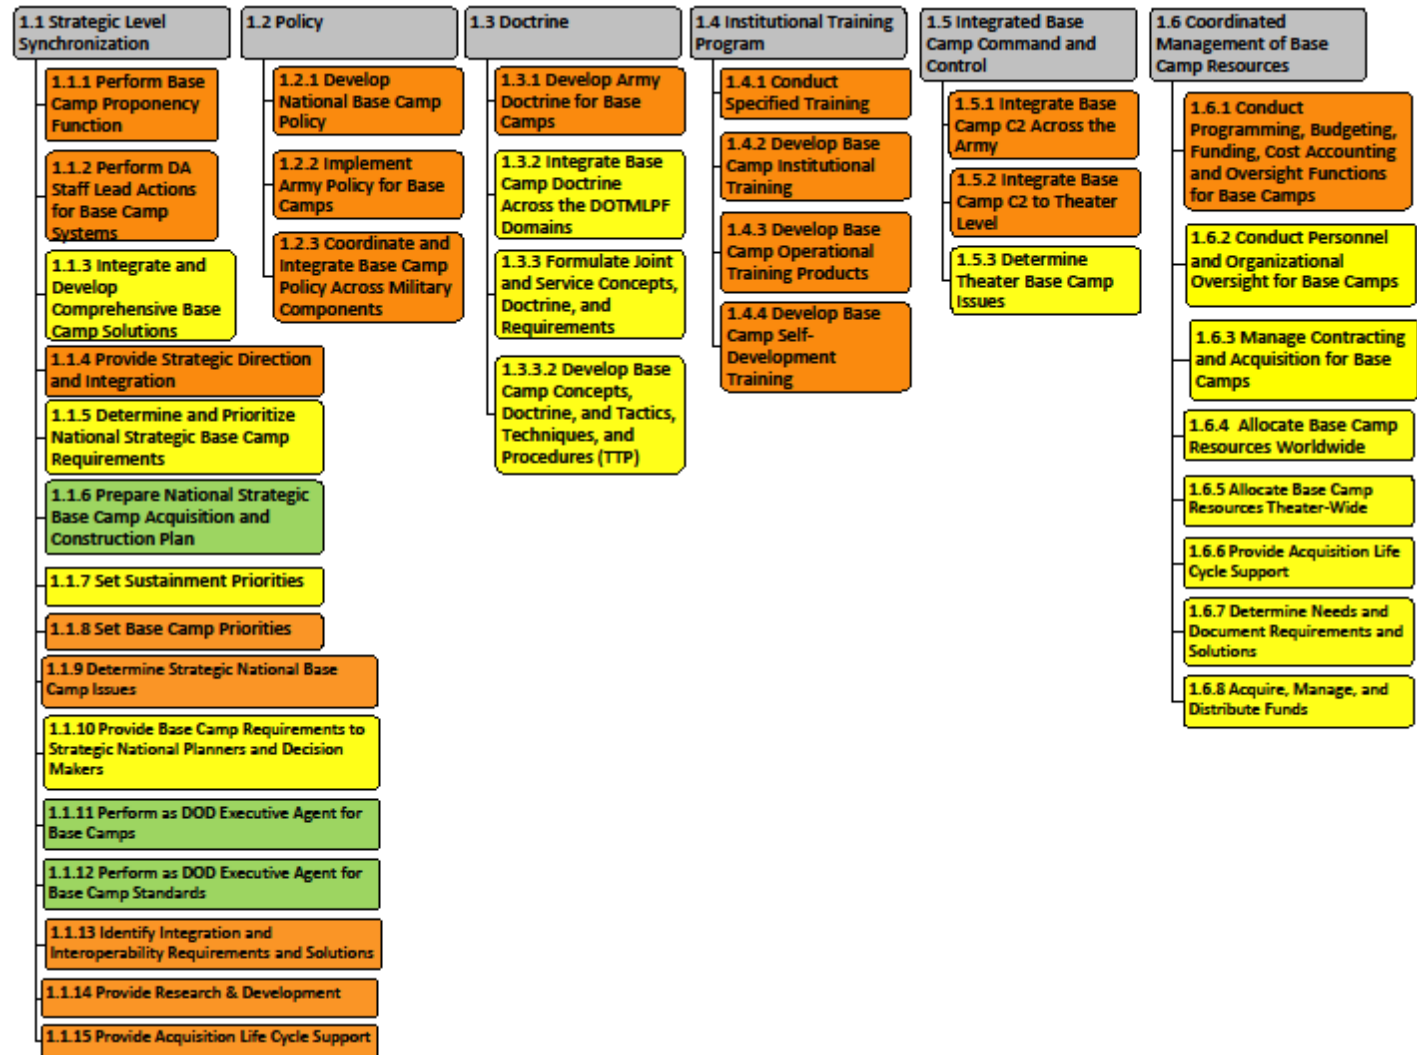 1.1 Strategic Level
Synchronization
1.1.1 Perform Base
Camp Proponency
Function
1.1.2 Perform DA
Staff Lead Actions
for Base Camp
Systems
1.1.3 Integrate and
Develop
Comprehensive Base
Camp Solutions
1.1.4 Provide Strategic Direction
and Integration
1.1.5 Determine and Prioritize
National Strategic Base Camp
Requirements
1.1.6 Prepare National Strategic
Base Camp Acquisition and
Construction Plan
1.1.7 Set Sustainment Priorities
1.1.8 Set Base Camp Priorities
1.1.9 Determine Strategic National Base
Camp Issues
1.1.10 Provide Base Camp Requirements to
Strategic National Planners and Decision
Makers
1.1.11 Perform as DOD Executive Agent for
Base Camps
1.1.12 Perform as DOD Executive Agent for
Base Camp Standards
1.1.13 Identify Integration and
Interoperability Requirements and Solutions
1.1.14 Provide Research & Development
1.1.15 Provide Acquisition Life Cycle Support
1.2 Policy
1.2.1 Develop
National Base Camp
Policy
1.2.2 Implement
Army Policy for Base
Camps
1.2.3 Coordinate and
Integrate Base Camp
Policy Across Military
Components
1.3 Doctrine
1.3.1 Develop Army
Doctrine for Base
Camps
1.3.2 Integrate Base
Camp Doctrine
Across the DOTMLPF
Domains
1.3.3 Formulate Joint
and Service Concepts,
Doctrine, and
Requirements
1.3.3.2 Develop Base
Camp Concepts,
Doctrine, and Tactics,
Techniques, and
Procedures (TTP)
1.4 Institutional Training
Program
1.4.1 Conduct
Specified Training
1.4.2 Develop Base
Camp Institutional
Training
1.4.3 Develop Base
Camp Operational
Training Products
1.4.4 Develop Base
Camp Self-
Development
Training
1.5 Integrated Base
Camp Command and
Control
1.5.1 Integrate Base
Camp C2 Across the
Army
1.5.2 Integrate Base
Camp C2 to Theater
Level
1.5.3 Determine
Theater Base Camp
Issues
1.6 Coordinated
Management of Base
Camp Resources
1.6.1 Conduct
Programming, Budgeting,
Funding, Cost Accounting
and Oversight Functions
for Base Camps
1.6.2 Conduct Personnel
and Organizational
Oversight for Base Camps
1.6.3 Manage Contracting
and Acquisition for Base
Camps
1.6.4 Allocate Base Camp
Resources Worldwide
1.6.5 Allocate Base Camp
Resources Theater-Wide
1.6.6 Provide Acquisition Life
Cycle Support
1.6.7 Determine Needs and
Document Requirements and
Solutions
1.6.8 Acquire, Manage, and
Distribute Funds